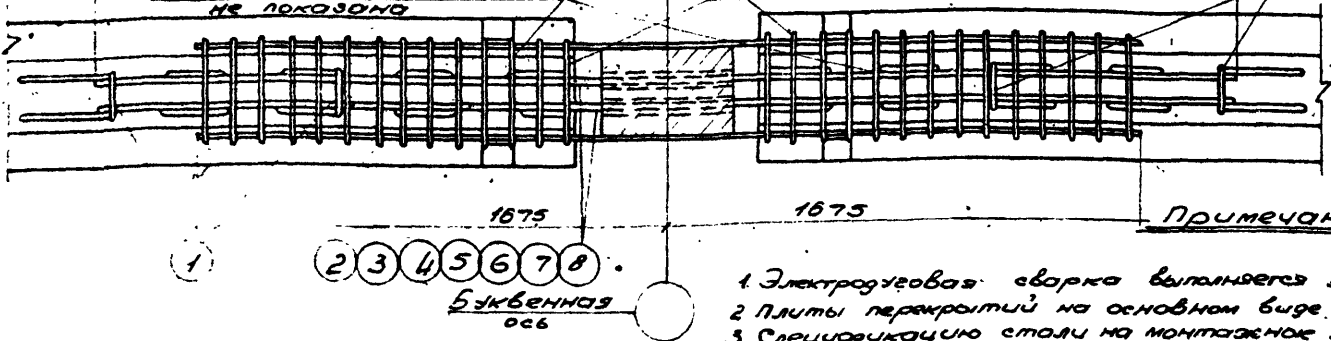 не показана
1675 1675
Примечан
1 2 3 4 5 6 7 8
Буквенная
ось
1. Электродуговая сварка выполняется
2 Плиты перекрытий на основном виде
3 Спецификацию стали на монтажное